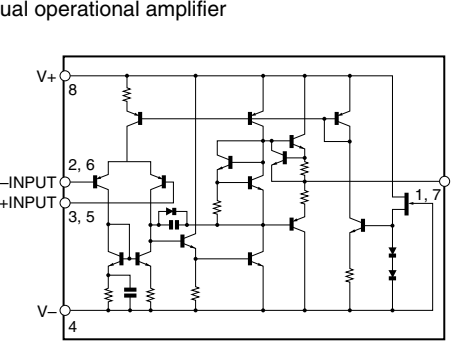 ual operational amplifier
V+
8
2, 6
–INPUT
+INPUT
3, 5
1, 7
V–
4